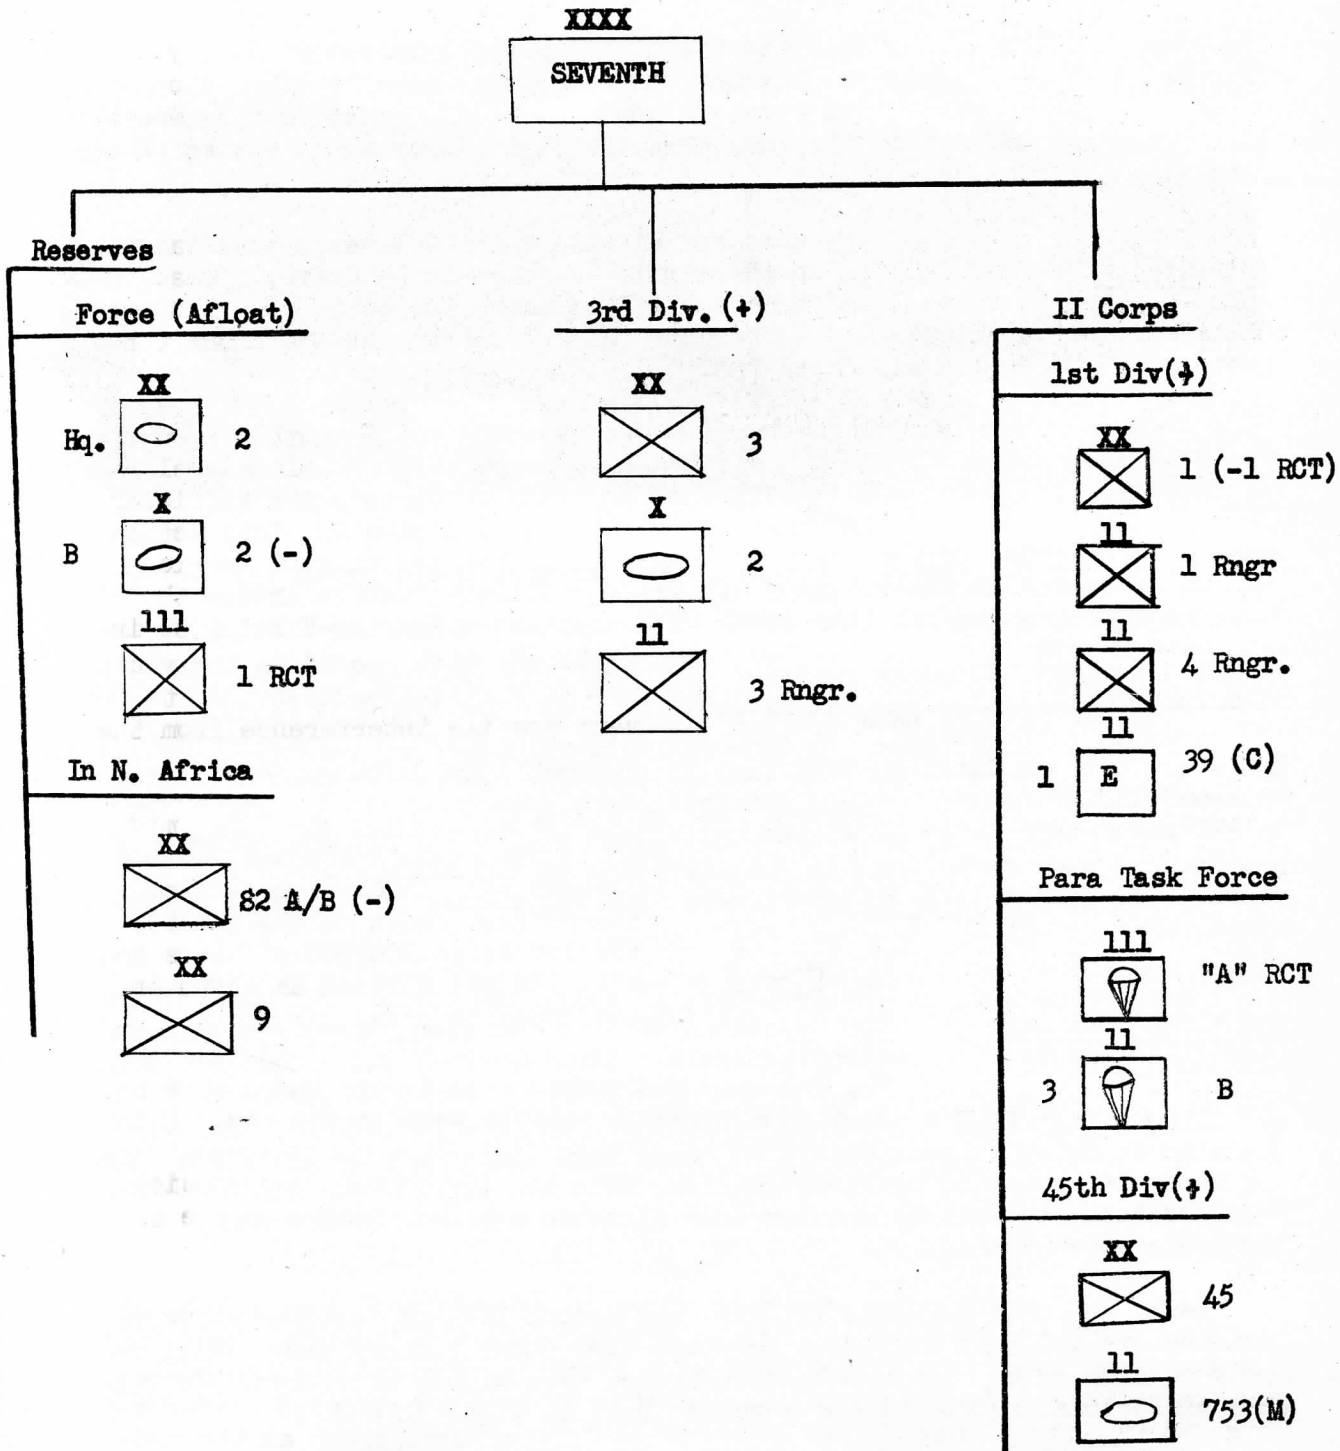 XXXX
SEVENTH
Reserves
Force (Afloat)
XX
Hq. 2
X
B 2 (-)
111
1 RCT
In N. Africa
XX
82 A/B (-)
XX
9
3rd Div. (+)
XX
3
X
2
11
3 Rngr.
II Corps
1st Div(+)
XX
1 (-1 RCT)
11
1 Rngr
11
4 Rngr.
11
1 E 39 (C)
Para Task Force
111
"A" RCT
11
3 B
45th Div(+)
XX
45
11
753(M)